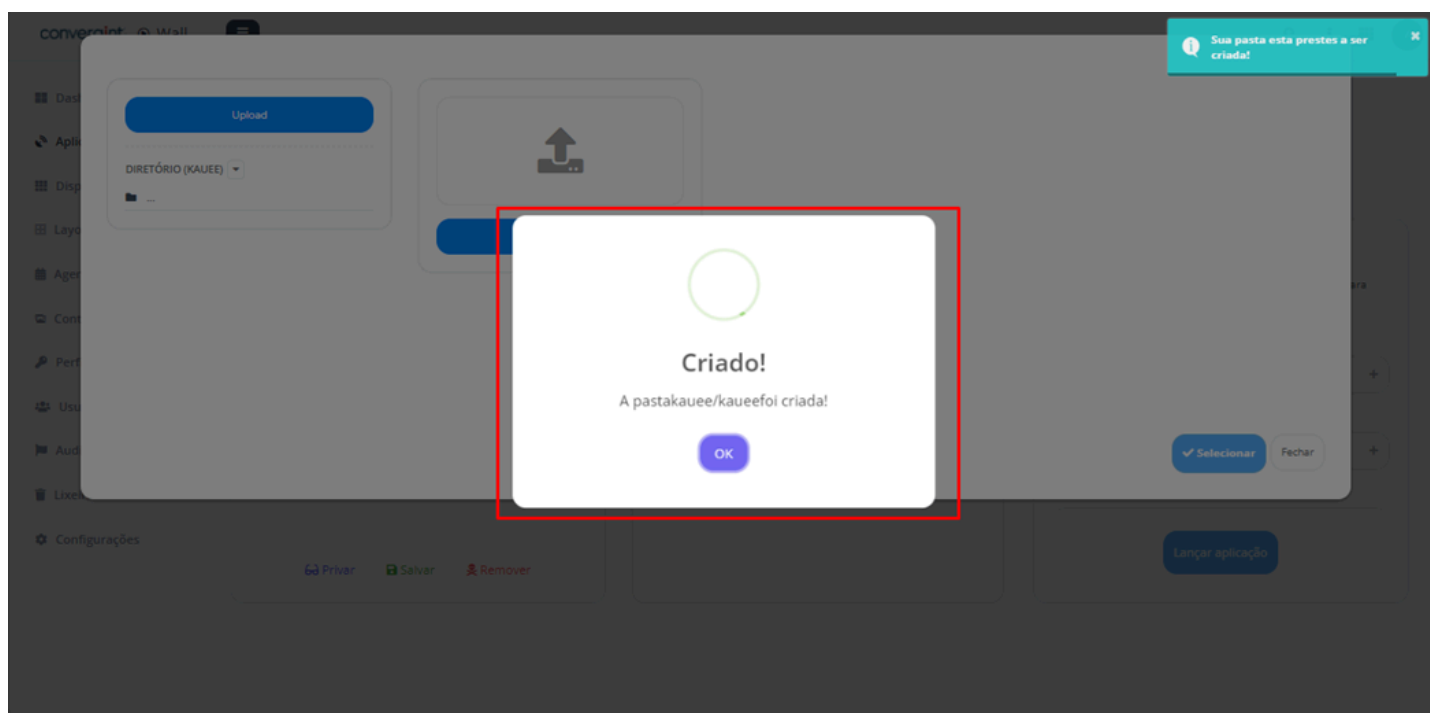 Wall
Sua pasta esta prestes a ser
criada!
Upload
DIRETÓRIO (KAUEE)
...
Criado!
A pastakauee/kaueefoi criada!
OK
Selecionar
Fechar
Configurações
Privar
Salvar
Remover
Lançar aplicação